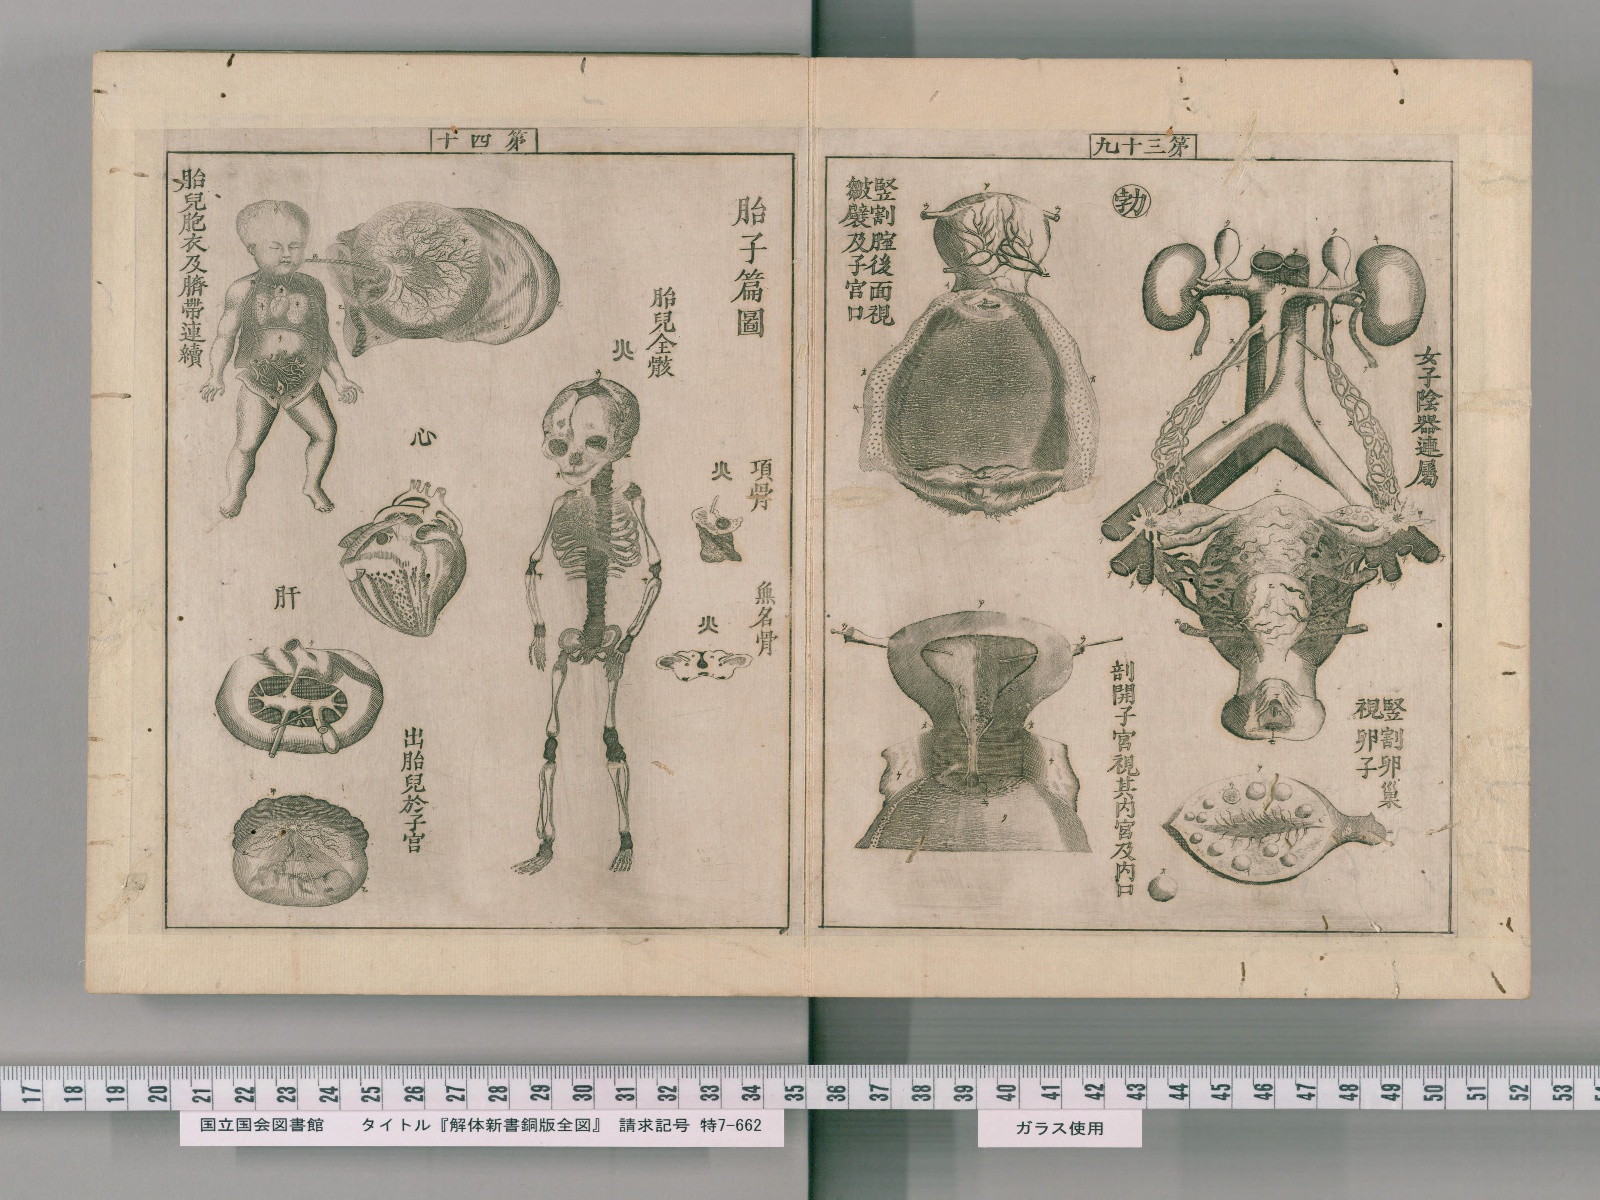 第三十九
勃
女子陰器連屬
竪割卵巢
視卵子
竪割膣後面視
皺襞及子宮口
剖開子宮視其内宮及内口
第四十
胎子篇圖
胎兒全骸
項骨
無名骨
出胎兒於子宮
心
肝
胎兒胞衣及臍帶連續
17 18 19 20 21 22 23 24 25 26 27 28 29 30 31 32 33 34 35 36 37 38 39 40 41 42 43 44 45 46 47 48 49 50 51 52 53
国立国会図書館 タイトル『解体新書銅版全図』 請求記号 特7-662
ガラス使用